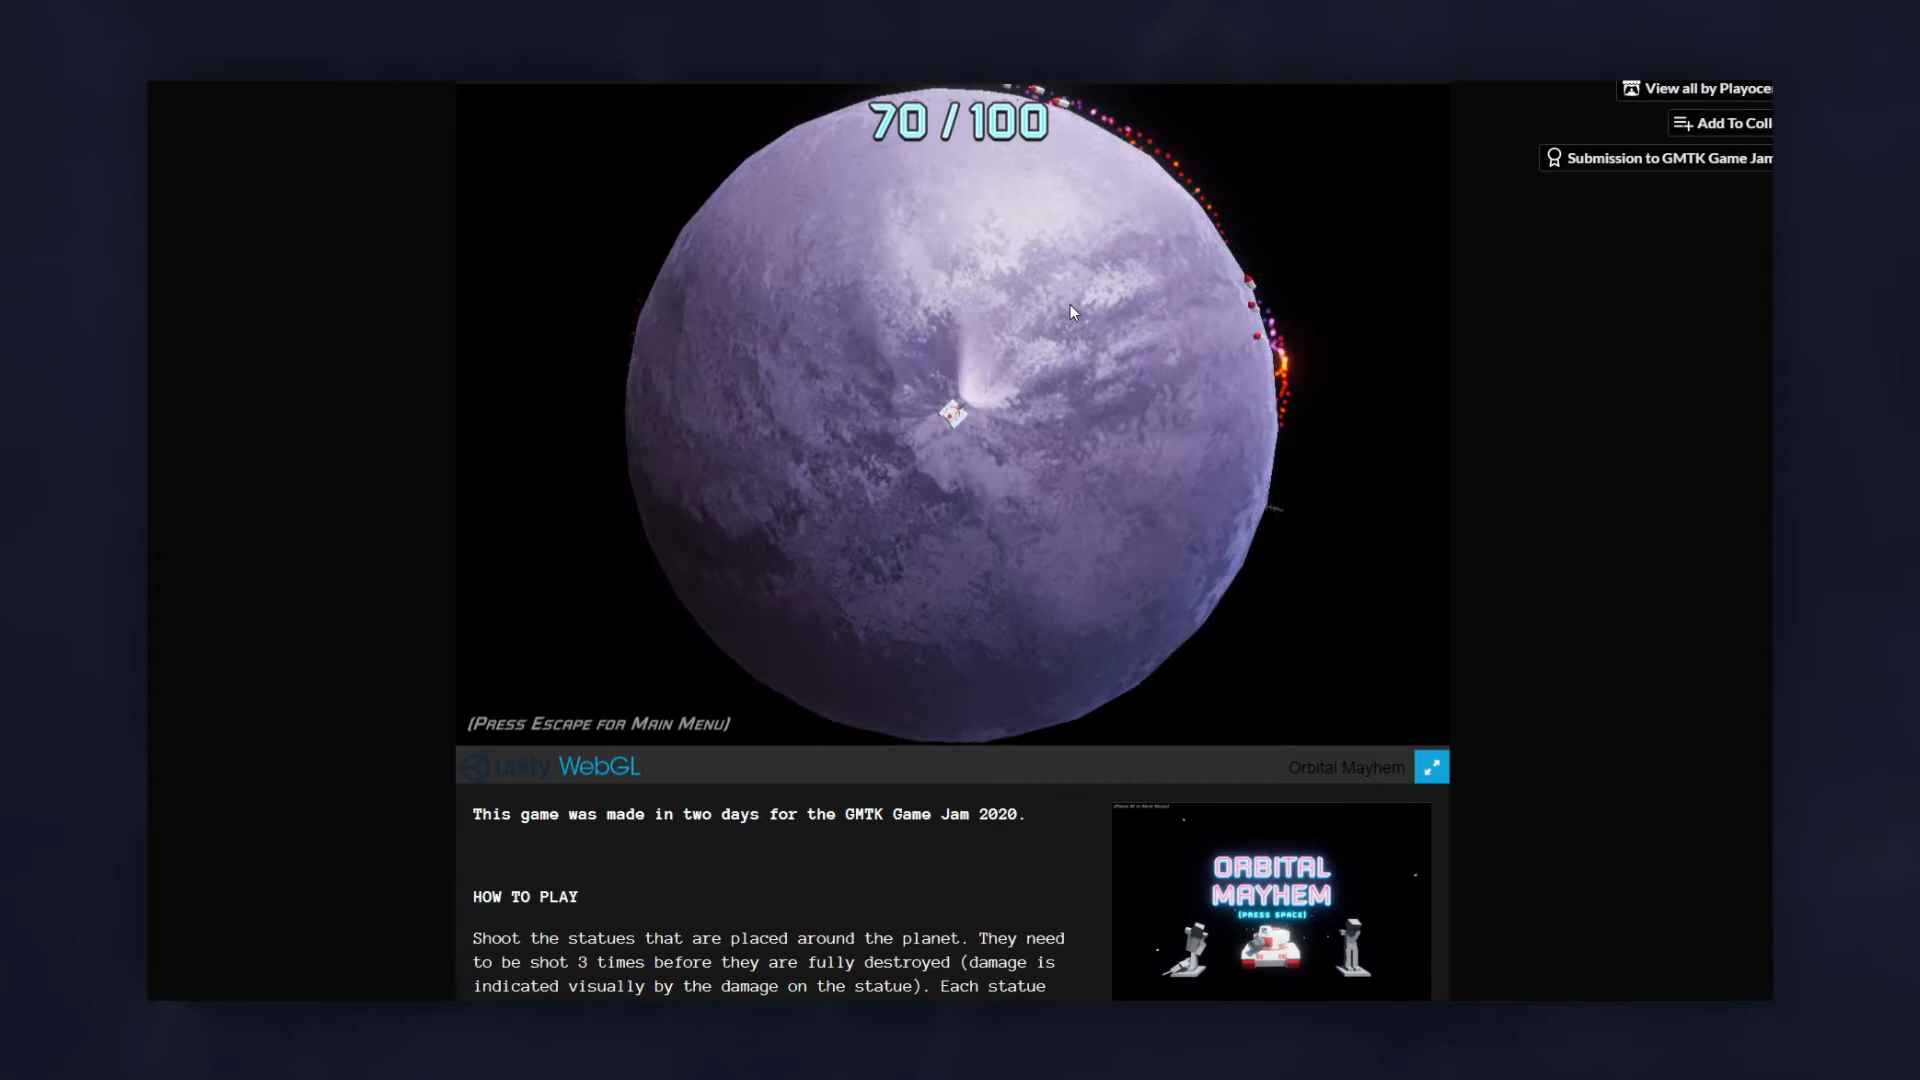 70 / 100
View all by Playoce
Add To Coll
Submission to GMTK Game Jam
(PRESS ESCAPE FOR MAIN MENU)
unity WebGL
Orbital Mayhem
This game was made in two days for the GMTK Game Jam 2020.
HOW TO PLAY
Shoot the statues that are placed around the planet. They need
to be shot 3 times before they are fully destroyed (damage is
indicated visually by the damage on the statue). Each statue
ORBITAL
MAYHEM
(PRESS SPACE)